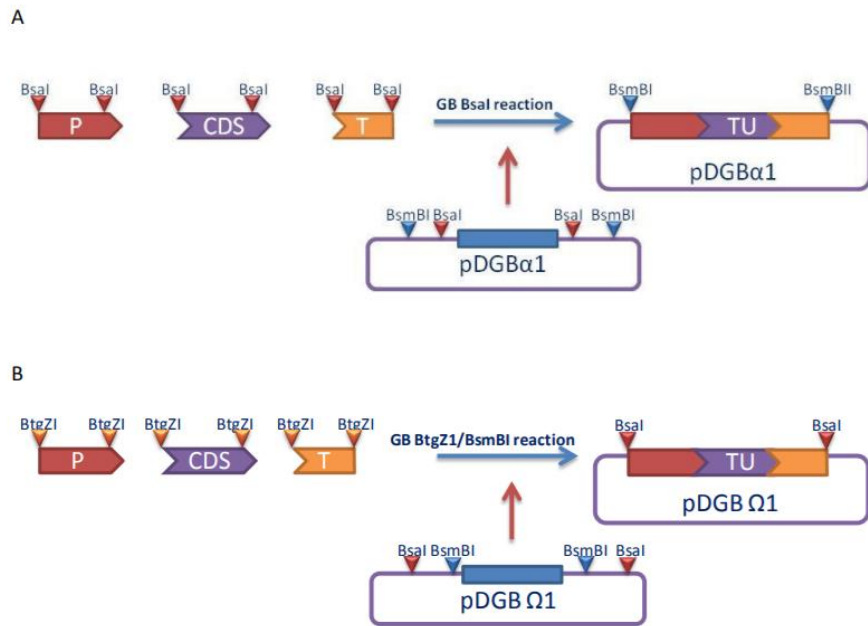 A
BsaI BsaI BsaI BsaI BsaI BsaI
P CDS T
GB BsaI reaction
BsmBI BsmBII
TU
pDGBα1
BsmBI BsaI BsaI BsmBI
pDGBα1
B
BtgZI BtgZI BtgZI BtgZI BtgZI BtgZI
P CDS T
GB BtgZ1/BsmBI reaction
BsaI BsaI
TU
pDGB Ω1
BsaI BsmBI BsmBI BsaI
pDGB Ω1